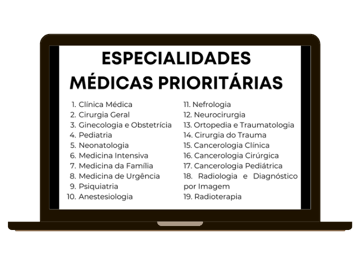 ESPECIALIDADES
MÉDICAS PRIORITÁRIAS
1. Clínica Médica
2. Cirurgia Geral
3. Ginecologia e Obstetrícia
4. Pediatria
5. Neonatologia
6. Medicina Intensiva
7. Medicina da Família
8. Medicina de Urgência
9. Psiquiatria
10. Anestesiologia
11. Nefrologia
12. Neurocirurgia
13. Ortopedia e Traumatologia
14. Cirurgia do Trauma
15. Cancerologia Clínica
16. Cancerologia Cirúrgica
17. Cancerologia Pediátrica
18. Radiologia e Diagnóstico
por Imagem
19. Radioterapia